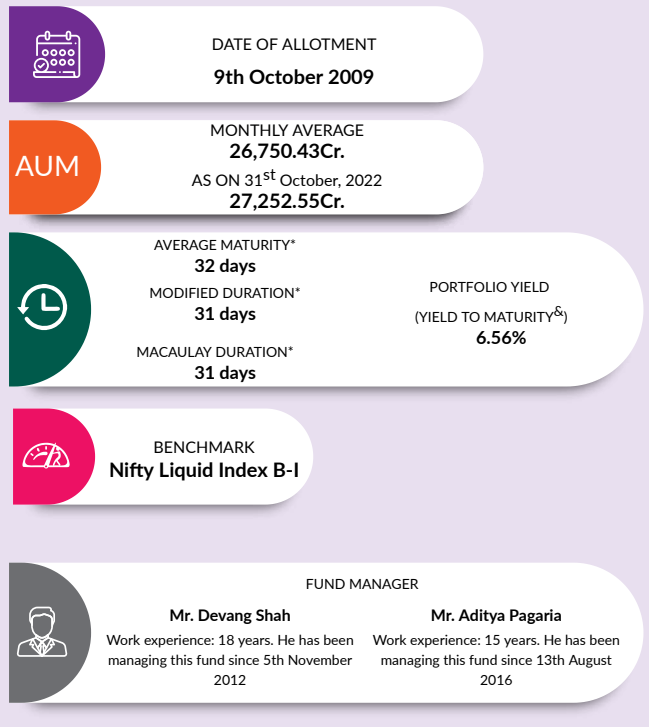 DATE OF ALLOTMENT
9th October 2009
AUM
MONTHLY AVERAGE
26,750.43Cr.
AS ON 31st October, 2022
27,252.55Cr.
AVERAGE MATURITY*
32 days
MODIFIED DURATION*
31 days
MACAULAY DURATION*
31 days
PORTFOLIO YIELD
(YIELD TO MATURITY&)
6.56%
BENCHMARK
Nifty Liquid Index B-I
FUND MANAGER
Mr. Devang Shah
Work experience: 18 years. He has been
managing this fund since 5th November
2012
Mr. Aditya Pagaria
Work experience: 15 years. He has been
managing this fund since 13th August
2016